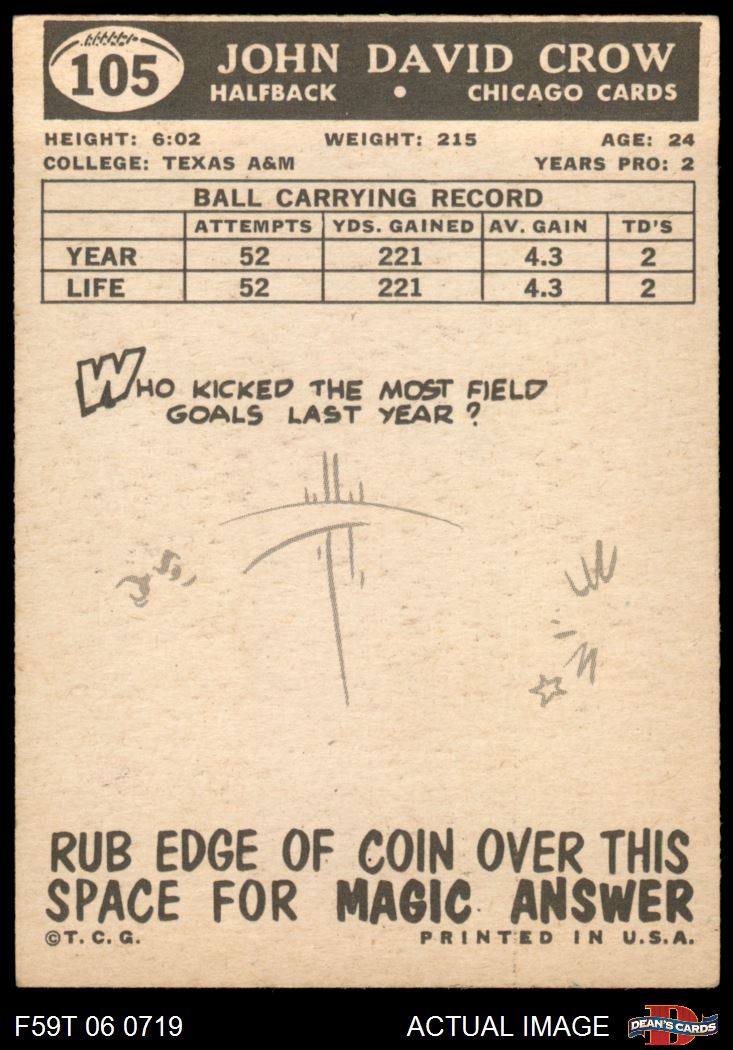 105
JOHN DAVID CROW
HALFBACK • CHICAGO CARDS
HEIGHT: 6:02 WEIGHT: 215 AGE: 24
COLLEGE: TEXAS A&M YEARS PRO: 2
BALL CARRYING RECORD
ATTEMPTS YDS. GAINED AV. GAIN TD'S
YEAR 52 221 4.3 2
LIFE 52 221 4.3 2
WHO KICKED THE MOST FIELD
GOALS LAST YEAR?
RUB EDGE OF COIN OVER THIS
SPACE FOR MAGIC ANSWER
©T.C.G. PRINTED IN U.S.A.
F59T 06 0719 ACTUAL IMAGE D DEAN'S CARDS